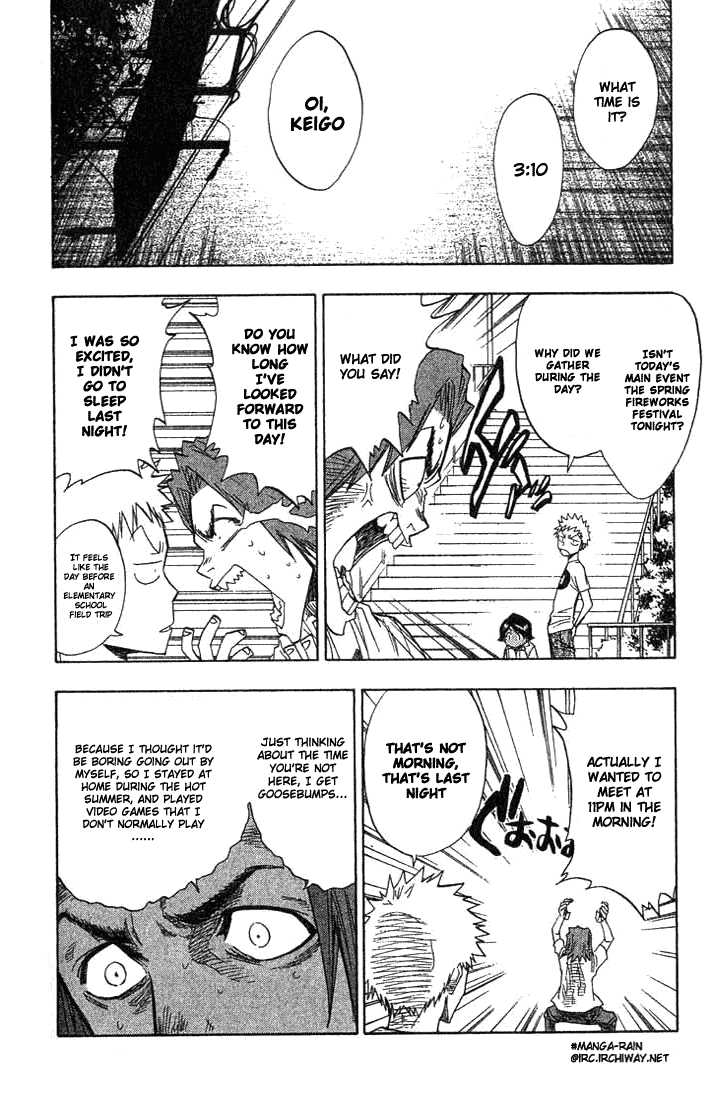 WHAT
TIME IS
IT?
3:10
OI,
KEIGO
ISN'T
TODAY'S
MAIN EVENT
THE SPRING
FIREWORKS
FESTIVAL
TONIGHT?
WHY DID WE
GATHER
DURING THE
DAY?
WHAT DID
YOU SAY!
DO YOU
KNOW HOW
LONG
I'VE
LOOKED
FORWARD
TO THIS
DAY!
I WAS SO
EXCITED,
I DIDN'T
GO TO
SLEEP
LAST
NIGHT!
IT FEELS
LIKE THE
DAY BEFORE
AN
ELEMENTARY
SCHOOL
FIELD TRIP
ACTUALLY I
WANTED TO
MEET AT
11PM IN THE
MORNING!
THAT'S NOT
MORNING,
THAT'S LAST
NIGHT
ぐおおお
JUST THINKING
ABOUT THE TIME
YOU'RE NOT
HERE, I GET
GOOSEBUMPS...
BECAUSE I THOUGHT IT'D
BE BORING GOING OUT BY
MYSELF, SO I STAYED AT
HOME DURING THE HOT
SUMMER, AND PLAYED
VIDEO GAMES THAT I
DON'T NORMALLY PLAY
......
#MANGA-RAIN
@IRC.IRCHIWAY.NET